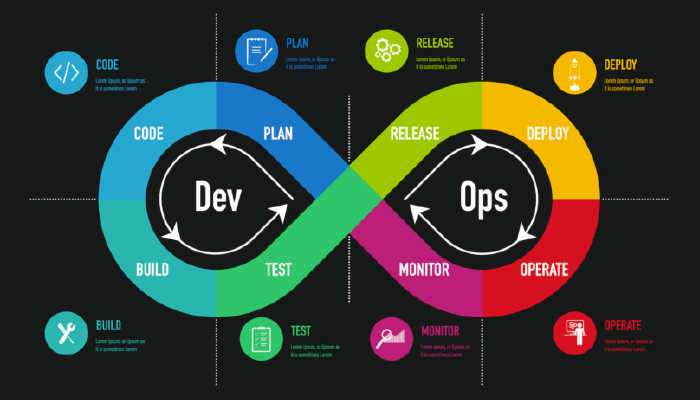 CODE
Lorem ipsum, or lipsum as
it is sometimes Lorem
PLAN
Lorem ipsum, or lipsum as
it is sometimes Lorem
RELEASE
Lorem ipsum, or lipsum as
it is sometimes Lorem
DEPLOY
Lorem ipsum, or lipsum as
it is sometimes Lorem
CODE
PLAN
RELEASE
DEPLOY
Dev
Ops
BUILD
TEST
MONITOR
OPERATE
BUILD
Lorem ipsum, or lipsum as
it is sometimes Lorem
TEST
Lorem ipsum, or lipsum as
it is sometimes Lorem
MONITOR
Lorem ipsum, or lipsum as
it is sometimes Lorem
OPERATE
Lorem ipsum, or lipsum as
it is sometimes Lorem